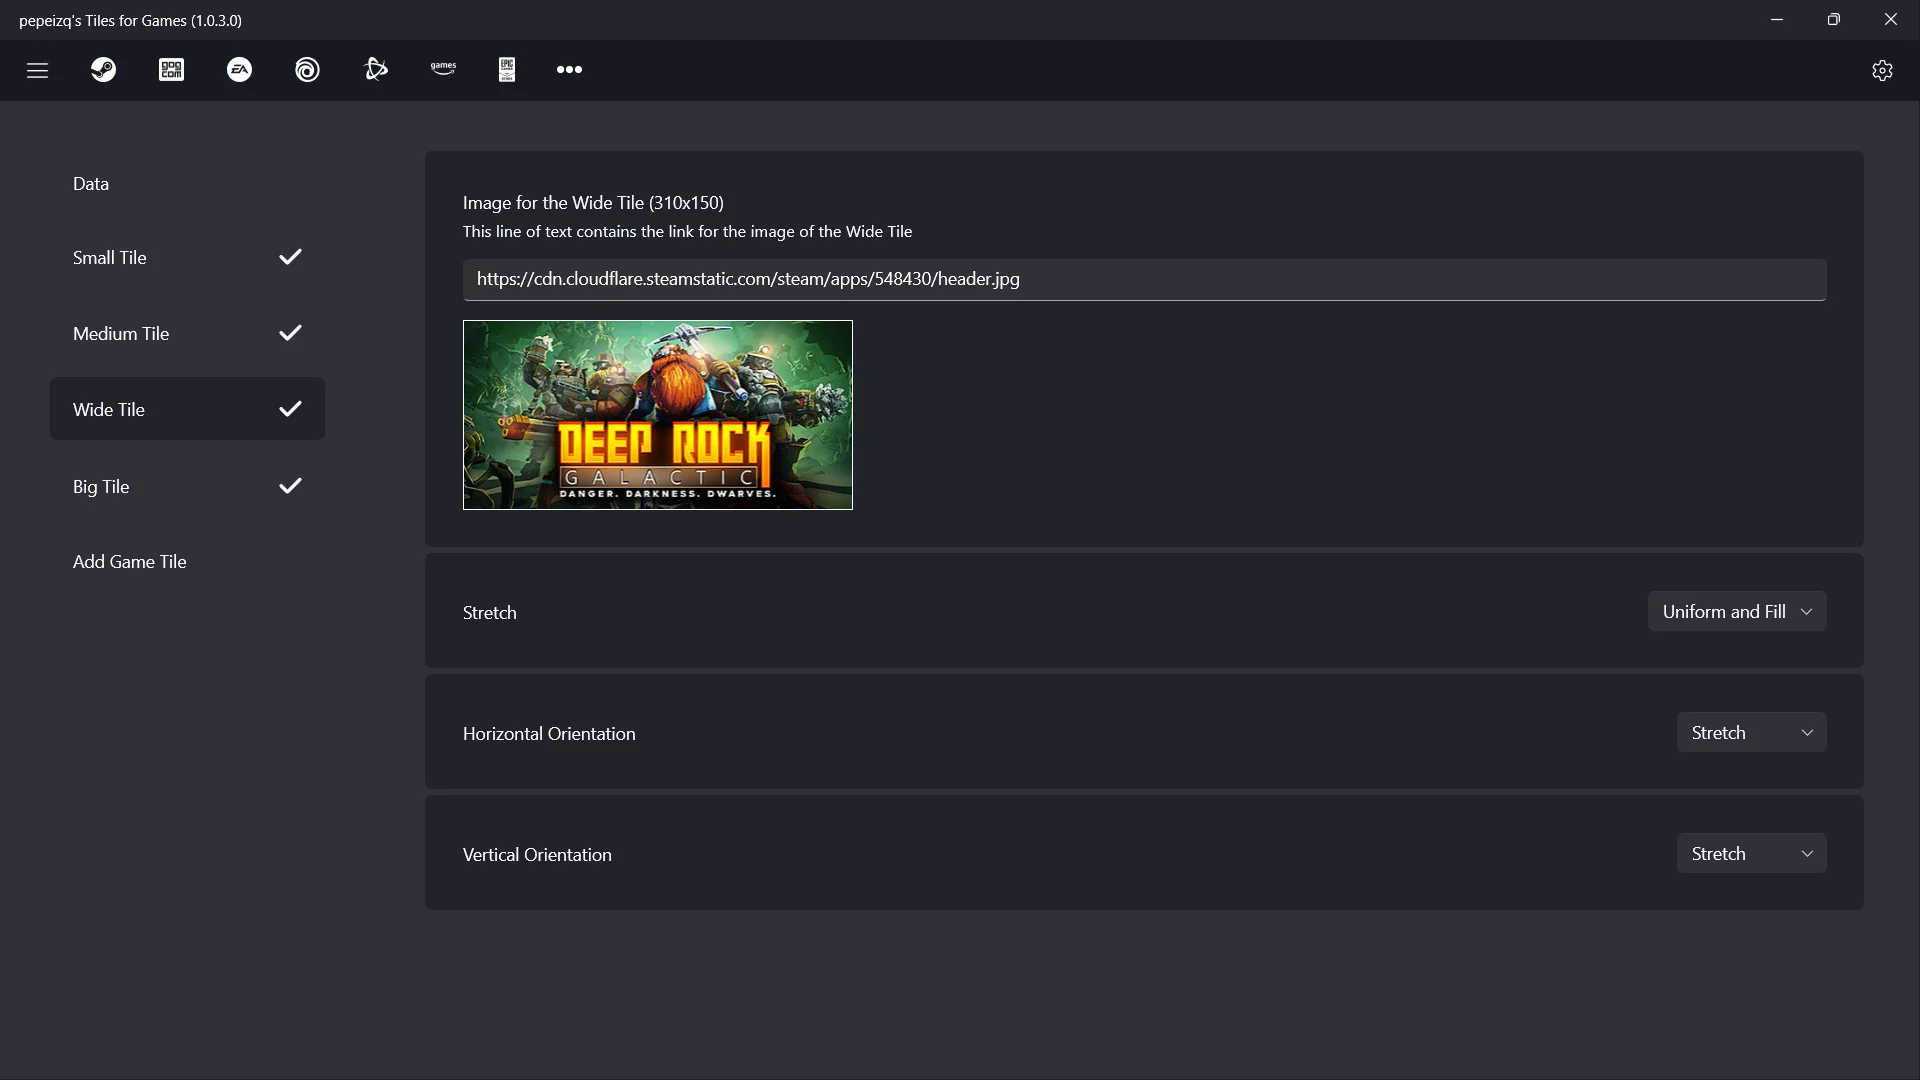 pepeizq's Tiles for Games (1.0.3.0)
GOG
COM
EA
games
EPIC
GAMES
Data
Small Tile
Medium Tile
Wide Tile
Big Tile
Add Game Tile
Image for the Wide Tile (310x150)
This line of text contains the link for the image of the Wide Tile
https://cdn.cloudflare.steamstatic.com/steam/apps/548430/header.jpg
DEEP ROCK
GALACTIC
DANGER. DARKNESS. DWARVES.
Stretch
Uniform and Fill
Horizontal Orientation
Stretch
Vertical Orientation
Stretch